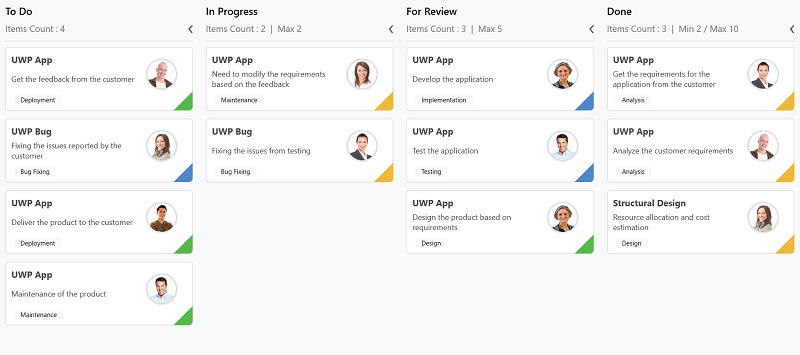 To Do
Items Count : 4
UWP App
Get the feedback from the customer
Deployment
UWP Bug
Fixing the issues reported by the
customer
Bug Fixing
UWP App
Deliver the product to the customer
Deployment
UWP App
Maintenance of the product
Maintenance
In Progress
Items Count : 2 | Max 2
UWP App
Need to modify the requirements
based on the feedback
Maintenance
UWP Bug
Fixing the issues from testing
Bug Fixing
For Review
Items Count : 3 | Max 5
UWP App
Develop the application
Implementation
UWP App
Test the application
Testing
UWP App
Design the product based on
requirements
Design
Done
Items Count : 3 | Min 2 / Max 10
UWP App
Get the requirements for the
application from the customer
Analysis
UWP App
Analyze the customer requirements
Analysis
Structural Design
Resource allocation and cost
estimation
Design